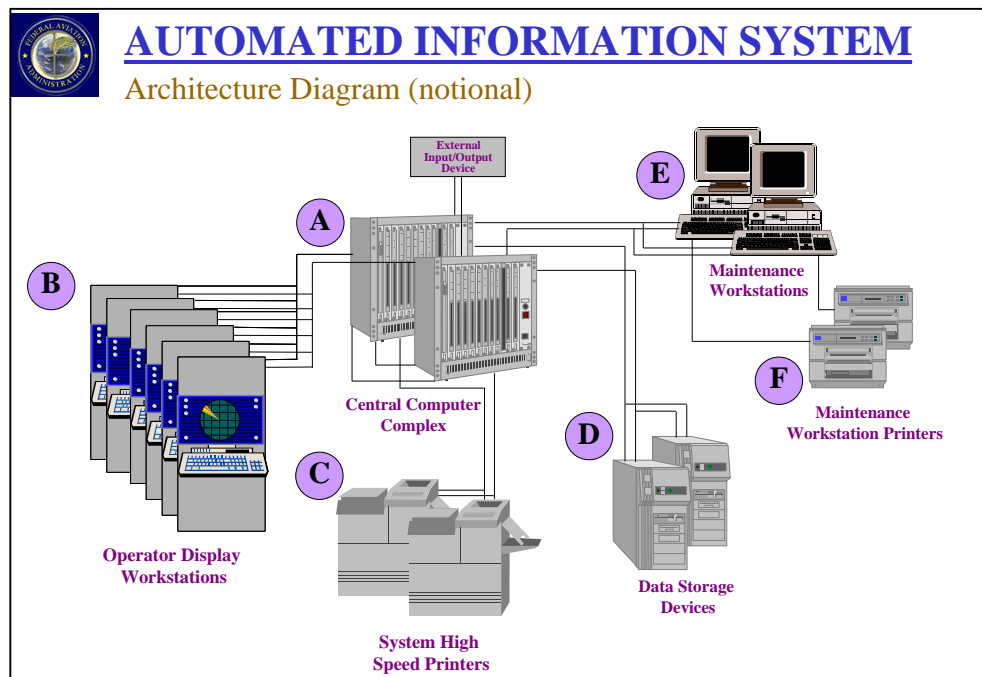 FEDERAL AVIATION
ADMINISTRATION
AUTOMATED INFORMATION SYSTEM
Architecture Diagram (notional)
External
Input/Output
Device
A
E
B
Maintenance
Workstations
Central Computer
Complex
F
Maintenance
Workstation Printers
D
C
Operator Display
Workstations
Data Storage
Devices
System High
Speed Printers